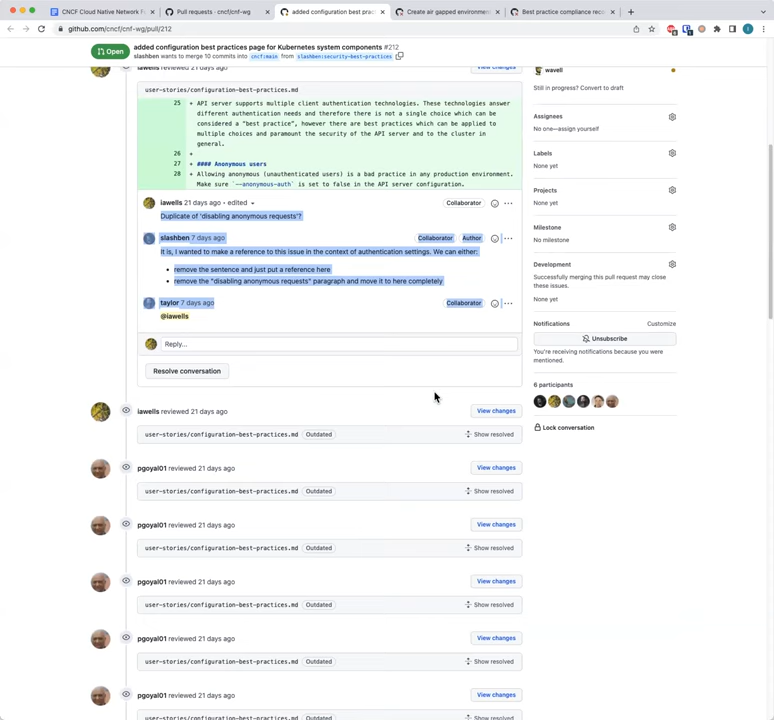 CNCF Cloud Native Network F
Pull requests · cncf/cnf-wg
added configuration best prac
Create air gapped environmen
Best practice compliance rec
github.com/cncf/cnf-wg/pull/212
Open
added configuration best practices page for Kubernetes system components #212
slashben wants to merge 10 commits into cncf:main from slashben:security-best-practices
iawells reviewed 21 days ago
View changes
user-stories/configuration-best-practices.md
25 + API server supports multiple client authentication technologies. These technologies answer
different authentication needs and therefore there is not a single choice which can be
considered a "best practice", however there are best practices which can be applied to
multiple choices and paramount the security of the API server and to the cluster in
general.
26 +
27 + #### Anonymous users
28 + Allowing anonymous (unauthenticated users) is a bad practice in any production environment.
Make sure `--anonymous-auth` is set to false in the API server configuration.
iawells 21 days ago • edited
Collaborator
Duplicate of 'disabling anonymous requests'?
slashben 7 days ago
Collaborator
Author
It is, I wanted to make a reference to this issue in the context of authentication settings. We can either:
• remove the sentence and just put a reference here
• remove the "disabling anonymous requests" paragraph and move it to here completely
taylor 7 days ago
Collaborator
@iawells
Reply...
Resolve conversation
iawells reviewed 21 days ago
View changes
user-stories/configuration-best-practices.md Outdated
Show resolved
pgoyal01 reviewed 21 days ago
View changes
user-stories/configuration-best-practices.md Outdated
Show resolved
pgoyal01 reviewed 21 days ago
View changes
user-stories/configuration-best-practices.md Outdated
Show resolved
pgoyal01 reviewed 21 days ago
View changes
user-stories/configuration-best-practices.md Outdated
Show resolved
pgoyal01 reviewed 21 days ago
View changes
user-stories/configuration-best-practices.md Outdated
Show resolved
pgoyal01 reviewed 21 days ago
View changes
user-stories/configuration-best-practices.md Outdated
Show resolved
wavell
Still in progress? Convert to draft
Assignees
No one—assign yourself
Labels
None yet
Projects
None yet
Milestone
No milestone
Development
Successfully merging this pull request may close
these issues.
None yet
Notifications
Customize
Unsubscribe
You're receiving notifications because you were
mentioned.
6 participants
Lock conversation